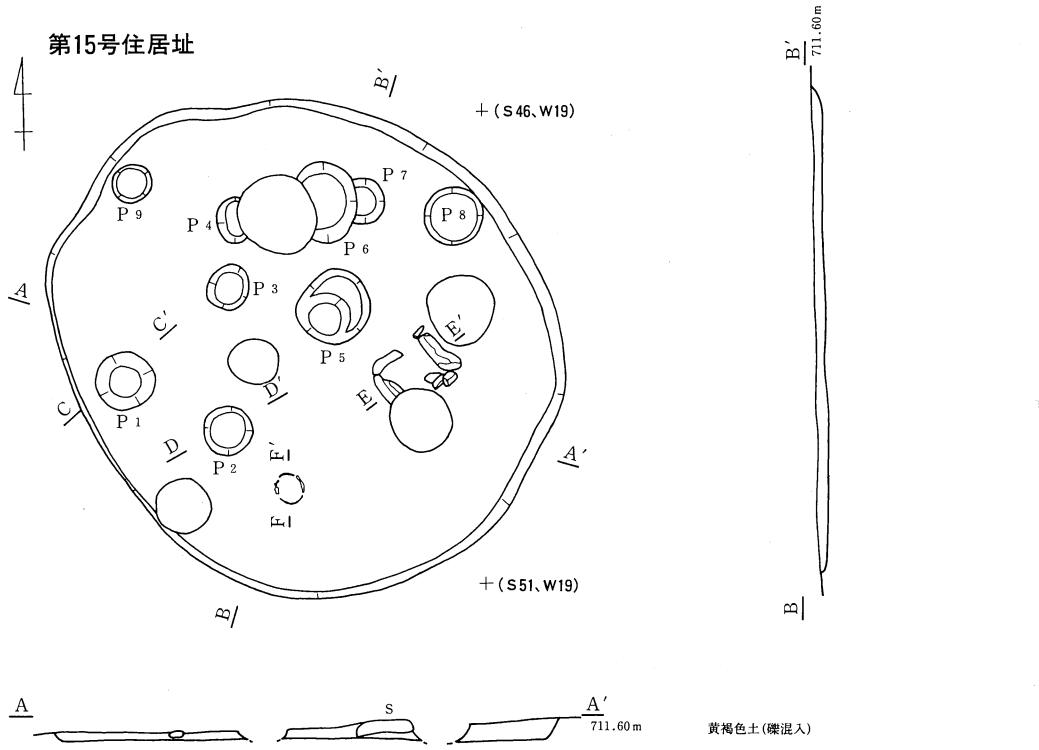 第15号住居址
B′
+(S46、W19)
P7
P9
P4
P8
P6
A
P3
C′
E′
P5
D′
E
C
P1
D
A′
P2
F′
F
+(S51、W19)
B
B′
711.60m
B
A
S
A′
711.60m
黄褐色土(礫混入)